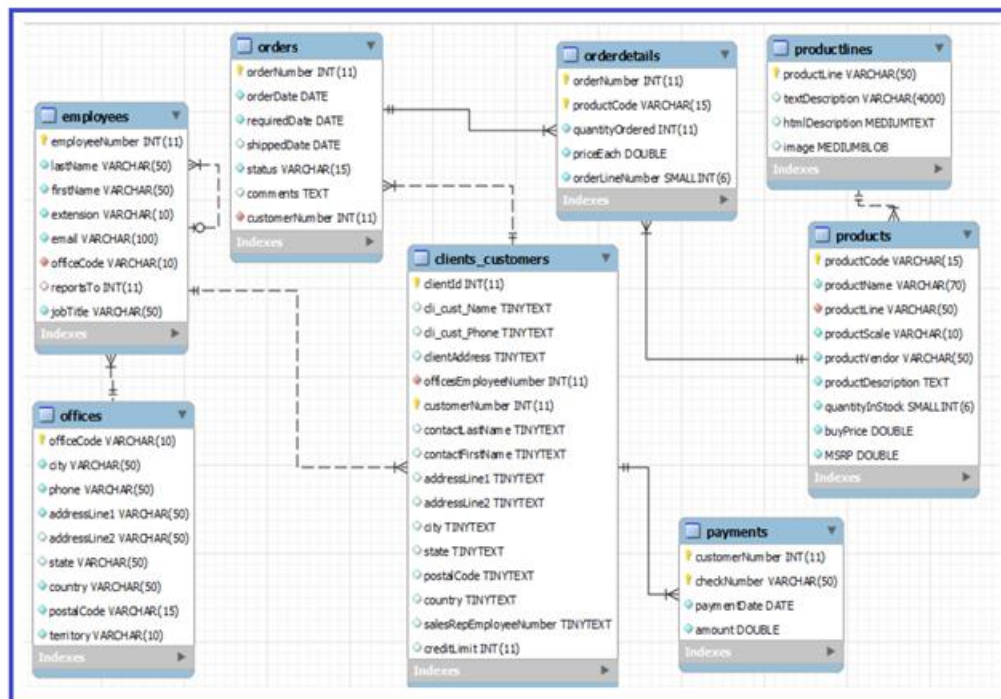 employees
employeeNumber INT(11)
lastName VARCHAR(50)
firstName VARCHAR(50)
extension VARCHAR(10)
email VARCHAR(100)
officeCode VARCHAR(10)
reportsTo INT(11)
jobTitle VARCHAR(50)
Indexes
offices
officeCode VARCHAR(10)
city VARCHAR(50)
phone VARCHAR(50)
addressLine1 VARCHAR(50)
addressLine2 VARCHAR(50)
state VARCHAR(50)
country VARCHAR(50)
postalCode VARCHAR(15)
territory VARCHAR(10)
Indexes
orders
orderNumber INT(11)
orderDate DATE
requiredDate DATE
shippedDate DATE
status VARCHAR(15)
comments TEXT
customerNumber INT(11)
Indexes
clients_customers
clientId INT(11)
cli_cust_Name TINYTEXT
cli_cust_Phone TINYTEXT
clientAddress TINYTEXT
officesEmployeeNumber INT(11)
customerNumber INT(11)
contactLastName TINYTEXT
contactFirstName TINYTEXT
addressLine1 TINYTEXT
addressLine2 TINYTEXT
city TINYTEXT
state TINYTEXT
postalCode TINYTEXT
country TINYTEXT
salesRepEmployeeNumber TINYTEXT
creditLimit INT(11)
Indexes
orderdetails
orderNumber INT(11)
productCode VARCHAR(15)
quantityOrdered INT(11)
priceEach DOUBLE
orderLineNumber SMALLINT(6)
Indexes
productlines
productLine VARCHAR(50)
textDescription VARCHAR(4000)
htmlDescription MEDIUMTEXT
image MEDIUMBLOB
Indexes
products
productCode VARCHAR(15)
productName VARCHAR(70)
productLine VARCHAR(50)
productScale VARCHAR(10)
productVendor VARCHAR(50)
productDescription TEXT
quantityInStock SMALLINT(6)
buyPrice DOUBLE
MSRP DOUBLE
Indexes
payments
customerNumber INT(11)
checkNumber VARCHAR(50)
paymentDate DATE
amount DOUBLE
Indexes